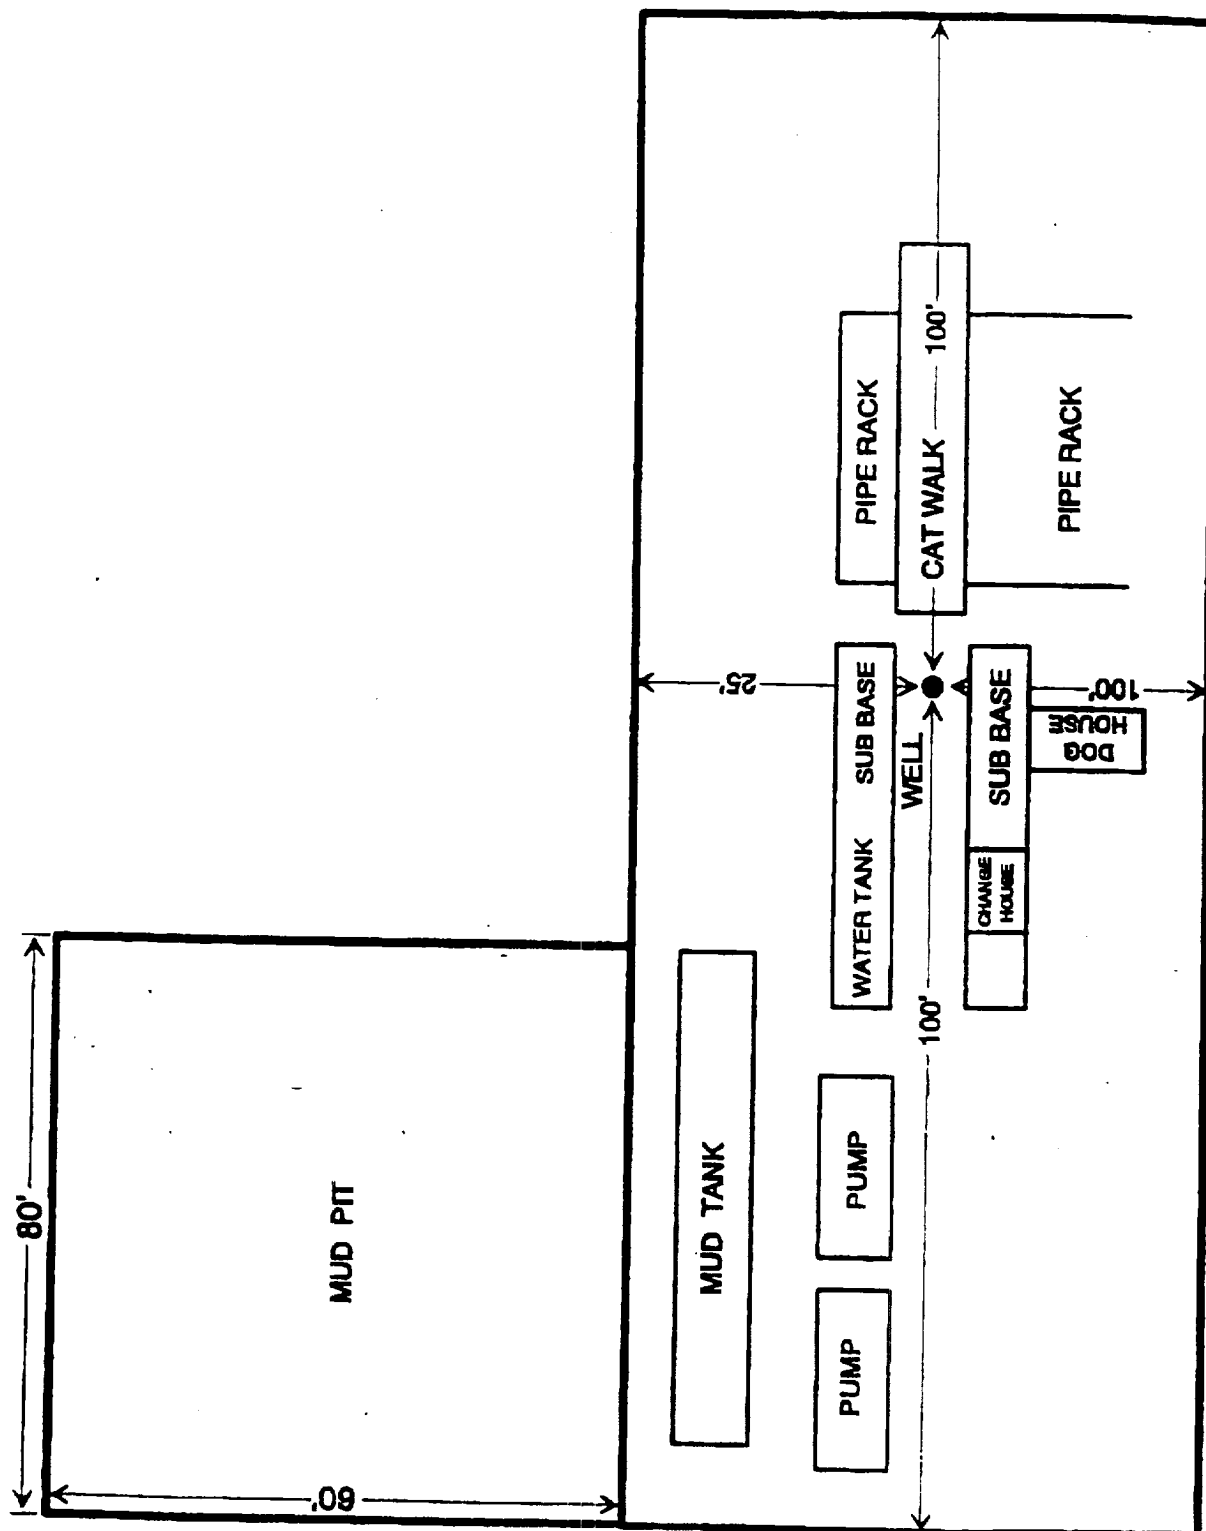 80'
MUD PIT
60'
MUD TANK
PUMP
PUMP
WATER TANK
SUB BASE
WELL
25'
100'
CHANGE
HOUSE
SUB BASE
DOG
HOUSE
100'
PIPE RACK
CAT WALK
100'
PIPE RACK